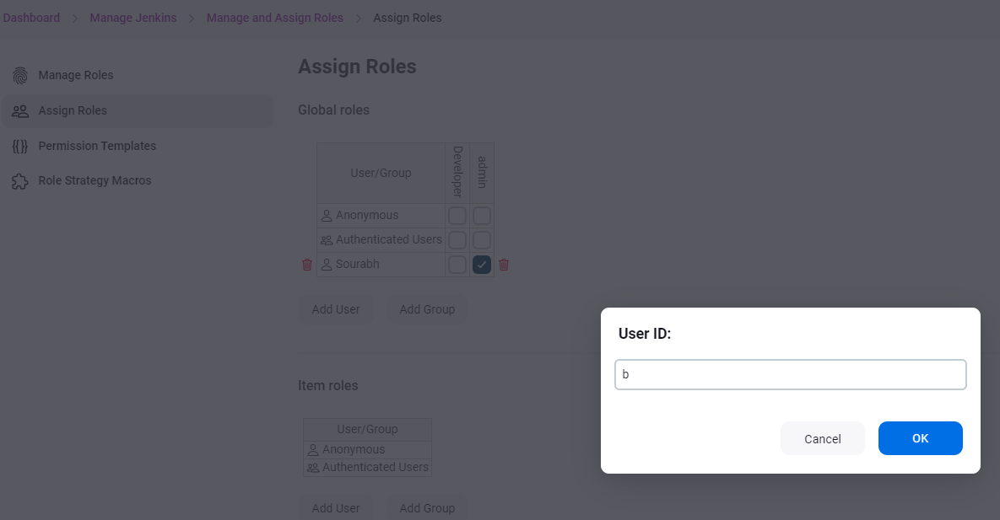 Dashboard > Manage Jenkins > Manage and Assign Roles > Assign Roles
Manage Roles
Assign Roles
Permission Templates
Role Strategy Macros
Assign Roles
Global roles
User/Group Developer admin
Anonymous
Authenticated Users
Sourabh
Add User Add Group
User ID:
b
Cancel OK
Item roles
User/Group
Anonymous
Authenticated Users
Add User Add Group